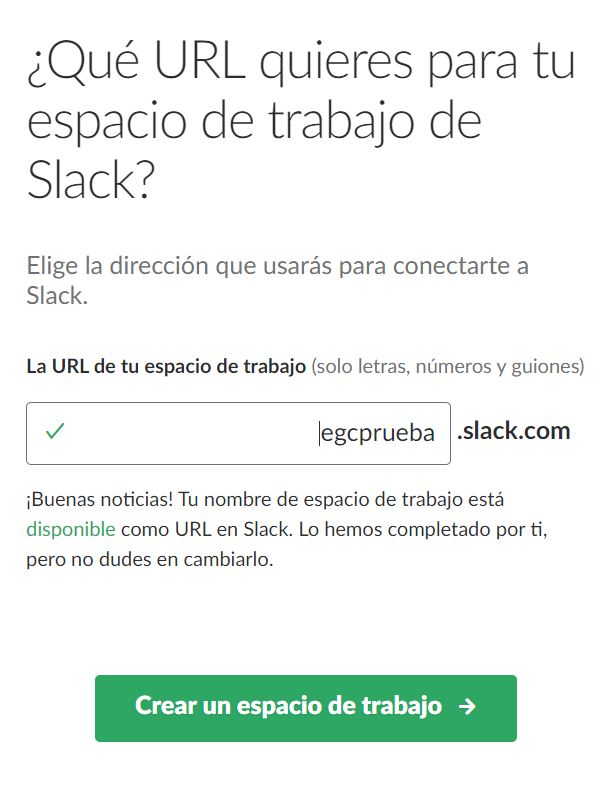 ¿Qué URL quieres para tu
espacio de trabajo de
Slack?
Elige la dirección que usarás para conectarte a
Slack.
La URL de tu espacio de trabajo (solo letras, números y guiones)
egcprueba .slack.com
¡Buenas noticias! Tu nombre de espacio de trabajo está
disponible como URL en Slack. Lo hemos completado por ti,
pero no dudes en cambiarlo.
Crear un espacio de trabajo →